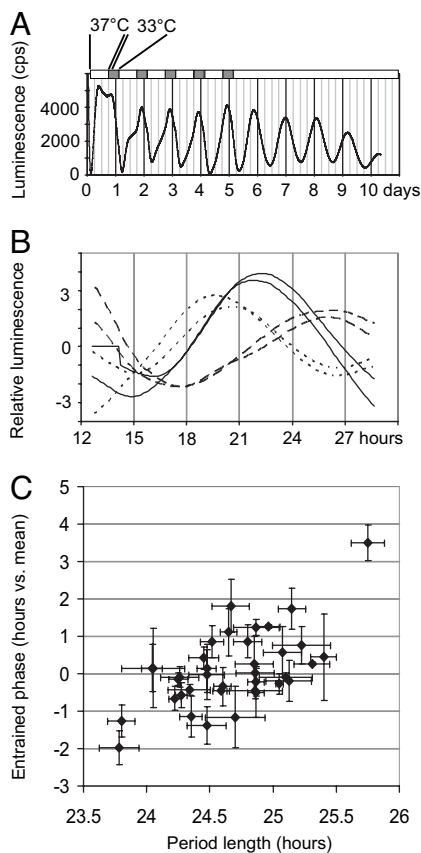 A
37°C
33°C
Luminescence (cps)
4000
2000
0
0 1 2 3 4 5 6 7 8 9 10 days
B
Relative luminescence
3
0
-3
12 15 18 21 24 27 hours
C
Entrained phase (hours vs. mean)
5
4
3
2
1
0
-1
-2
-3
23.5 24 24.5 25 25.5 26
Period length (hours)